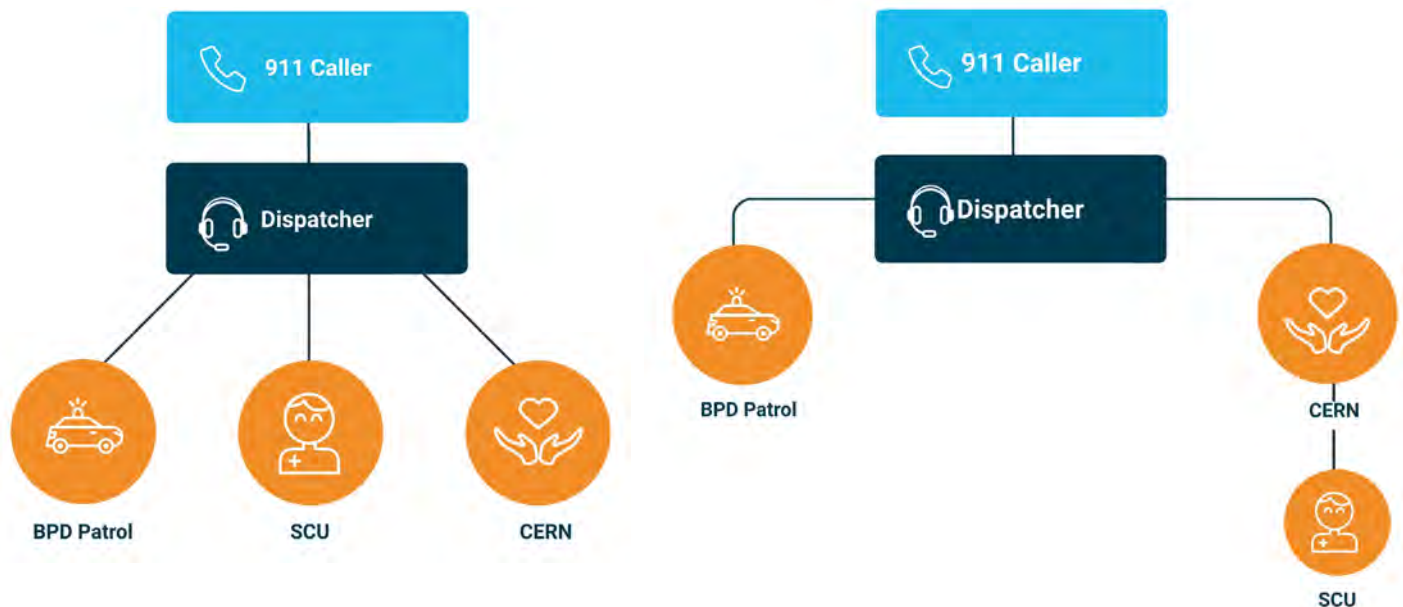 911 Caller
Dispatcher
BPD Patrol
SCU
CERN
911 Caller
Dispatcher
BPD Patrol
CERN
SCU